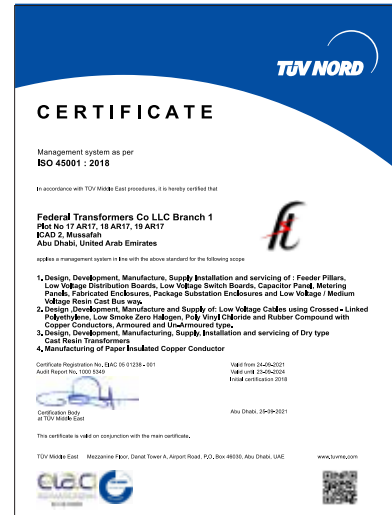 TÜV NORD
CERTIFICATE
Management system as per
ISO 45001 : 2018
In accordance with TÜV Middle East procedures, it is hereby certified that
Federal Transformers Co LLC Branch 1
Plot No 17 AR17, 18 AR17, 19 AR17
ICAD 2, Mussafah
Abu Dhabi, United Arab Emirates
applies a management system in line with the above standard for the following scope
1. Design, Development, Manufacture, Supply Installation and servicing of : Feeder Pillars,
Low Voltage Distribution Boards, Low Voltage Switch Boards, Capacitor Panel, Metering
Panels, Fabricated Enclosures, Package Substation Enclosures and Low Voltage / Medium
Voltage Resin Cast Bus way.
2. Design ,Development, Manufacture and Supply of: Low Voltage Cables using Crossed - Linked
Polyethylene, Low Smoke Zero Halogen, Poly Vinyl Chloride and Rubber Compound with
Copper Conductors, Armoured and Un-Armoured type.
3. Design, Development, Manufacturing, Supply, Installation and servicing of Dry type
Cast Resin Transformers
4. Manufacturing of Paper Insulated Copper Conductor
Certificate Registration No. EIAC 05 01238 - 001
Audit Report No. 1000 5349
Valid from 24-09-2021
Valid until 23-09-2024
Initial certification 2018
Certification Body
at TÜV Middle East
Abu Dhabi, 25-09-2021
This certificate is valid on conjunction with the main certificate.
TÜV Middle East Mezzanine Floor, Danat Tower A, Airport Road, P.O. Box 46030, Abu Dhabi, UAE www.tuvme.com
eiac